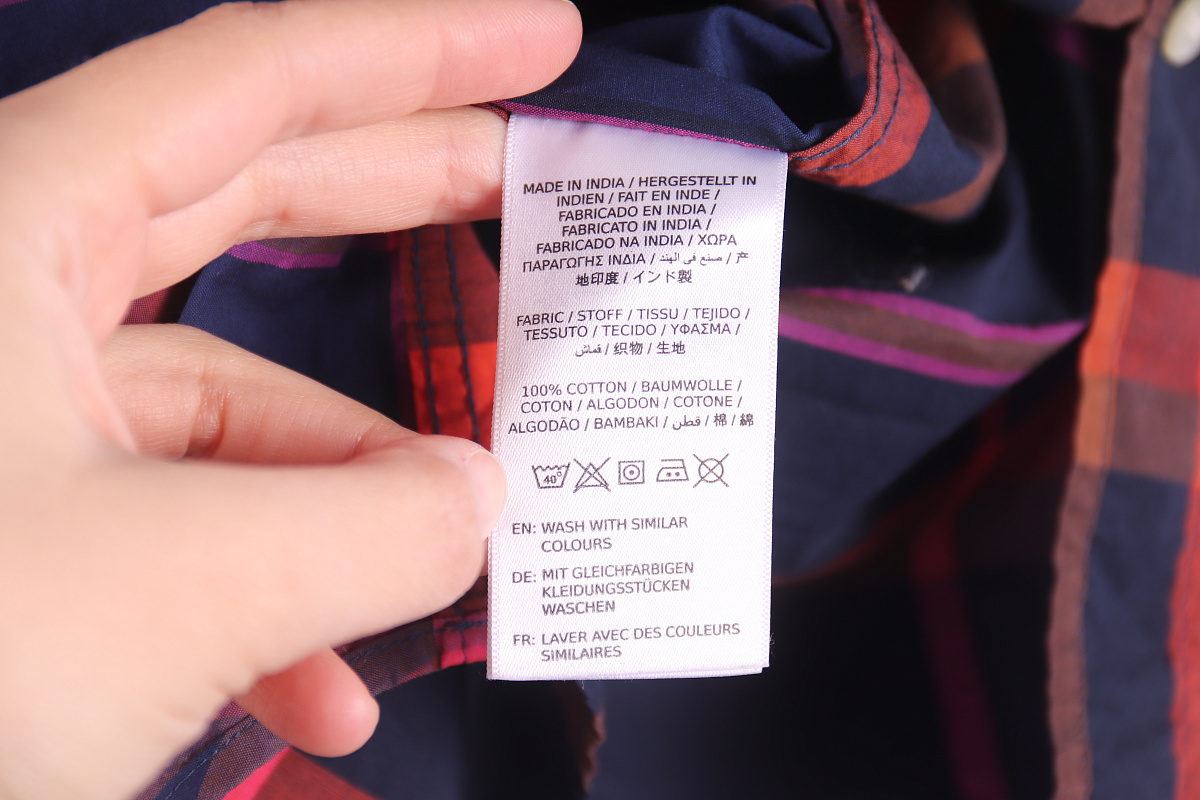 MADE IN INDIA / HERGESTELLT IN
INDIEN / FAIT EN INDE /
FABRICADO EN INDIA /
FABRICATO IN INDIA /
FABRICADO NA INDIA / ΧΩΡΑ
ΠΑΡΑΓΩΓΗΣ ΙΝΔΙΑ / صنع في الهند / 产
地印度 / インド製
FABRIC / STOFF / TISSU / TEJIDO /
TESSUTO / TECIDO / ΥΦΑΣΜΑ /
قماش / 织物 / 生地
100% COTTON / BAUMWOLLE /
COTON / ALGODON / COTONE /
ALGODÃO / BAMBAKI / قطن / 棉 / 綿
40°
EN: WASH WITH SIMILAR
COLOURS
DE: MIT GLEICHFARBIGEN
KLEIDUNGSSTÜCKEN
WASCHEN
FR: LAVER AVEC DES COULEURS
SIMILAIRES